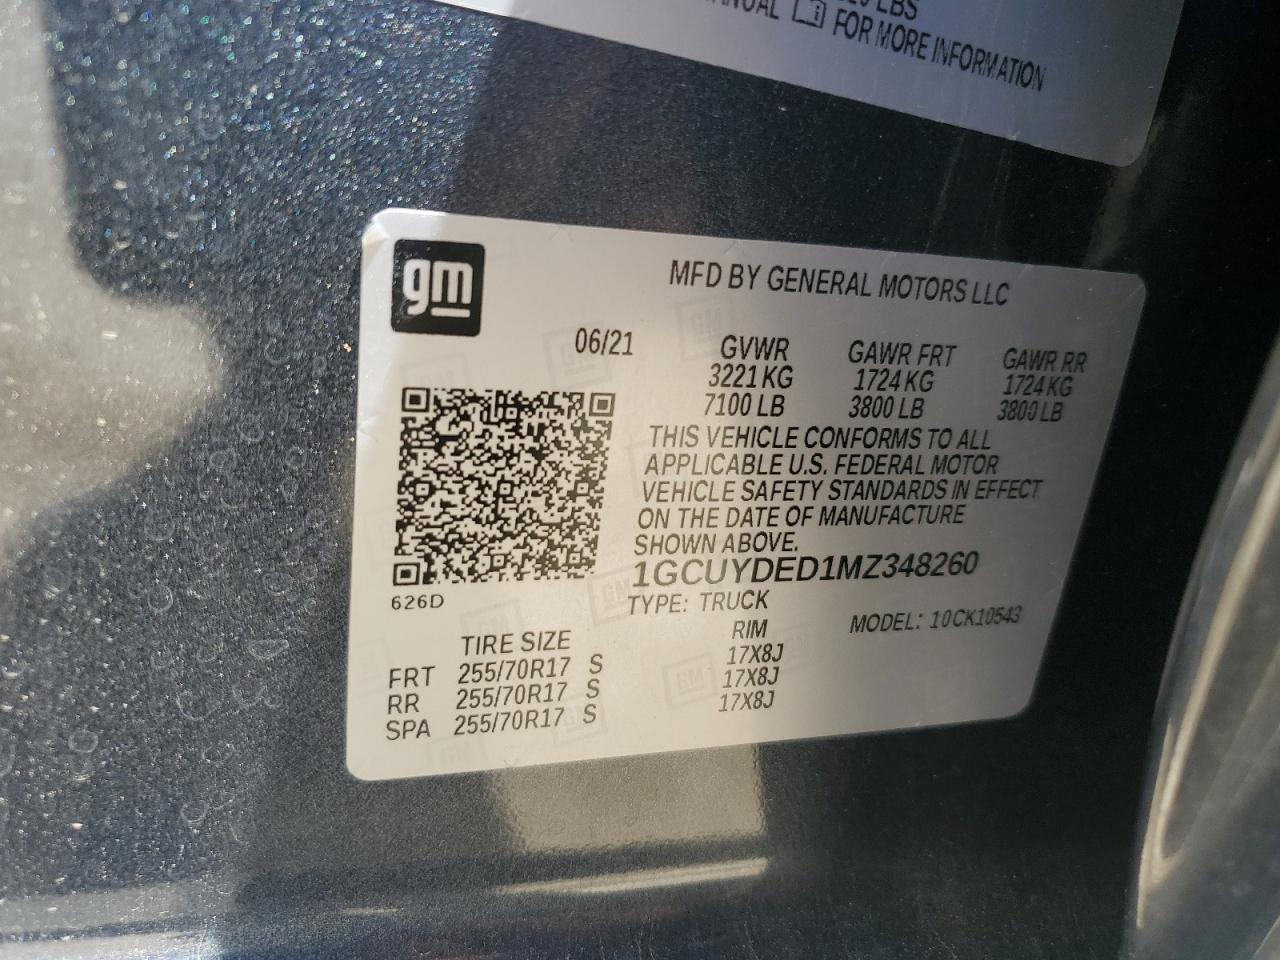 LBS
MANUAL FOR MORE INFORMATION
gm
MFD BY GENERAL MOTORS LLC
06/21 GVWR GAWR FRT GAWR RR
3221 KG 1724 KG 1724 KG
7100 LB 3800 LB 3800 LB
THIS VEHICLE CONFORMS TO ALL
APPLICABLE U.S. FEDERAL MOTOR
VEHICLE SAFETY STANDARDS IN EFFECT
ON THE DATE OF MANUFACTURE
SHOWN ABOVE.
1GCUYDED1MZ348260
626D
TYPE: TRUCK
MODEL: 10CK10543
TIRE SIZE RIM
FRT 255/70R17 S 17X8J
RR 255/70R17 S 17X8J
SPA 255/70R17 S 17X8J